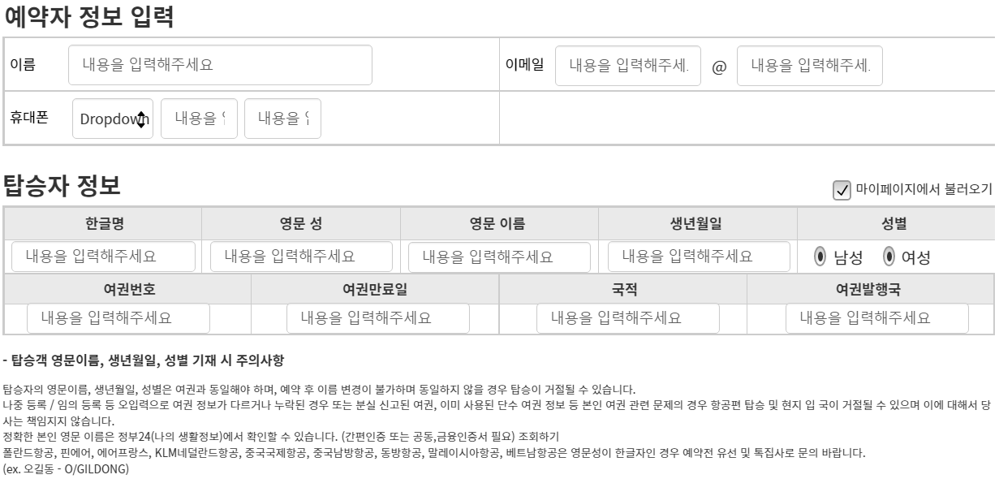 예약자 정보 입력
이름 내용을 입력해주세요 이메일 내용을 입력해주세. @ 내용을 입력해주세.
휴대폰 Dropdown 내용을 내용을
탑승자 정보
마이페이지에서 불러오기
한글명 영문 성 영문 이름 생년월일 성별
내용을 입력해주세요 내용을 입력해주세요 내용을 입력해주세요 내용을 입력해주세요 남성 여성
여권번호 여권만료일 국적 여권발행국
내용을 입력해주세요 내용을 입력해주세요 내용을 입력해주세요 내용을 입력해주세요
- 탑승객 영문이름, 생년월일, 성별 기재 시 주의사항
탑승자의 영문이름, 생년월일, 성별은 여권과 동일해야 하며, 예약 후 이름 변경이 불가하며 동일하지 않을 경우 탑승이 거절될 수 있습니다.
나중 등록 / 임의 등록 등 오입력으로 여권 정보가 다르거나 누락된 경우 또는 분실 신고된 여권, 이미 사용된 단수 여권 정보 등 본인 여권 관련 문제의 경우 항공편 탑승 및 현지 입 국이 거절될 수 있으며 이에 대해서 당
사는 책임지지 않습니다.
정확한 본인 영문 이름은 정부24(나의 생활정보)에서 확인할 수 있습니다. (간편인증 또는 공동,금융인증서 필요) 조회하기
폴란드항공, 핀에어, 에어프랑스, KLM네덜란드항공, 중국국제항공, 중국남방항공, 동방항공, 말레이시아항공, 베트남항공은 영문성이 한글자인 경우 예약전 유선 및 톡집사로 문의 바랍니다.
(ex. 오길동 - O/GILDONG)